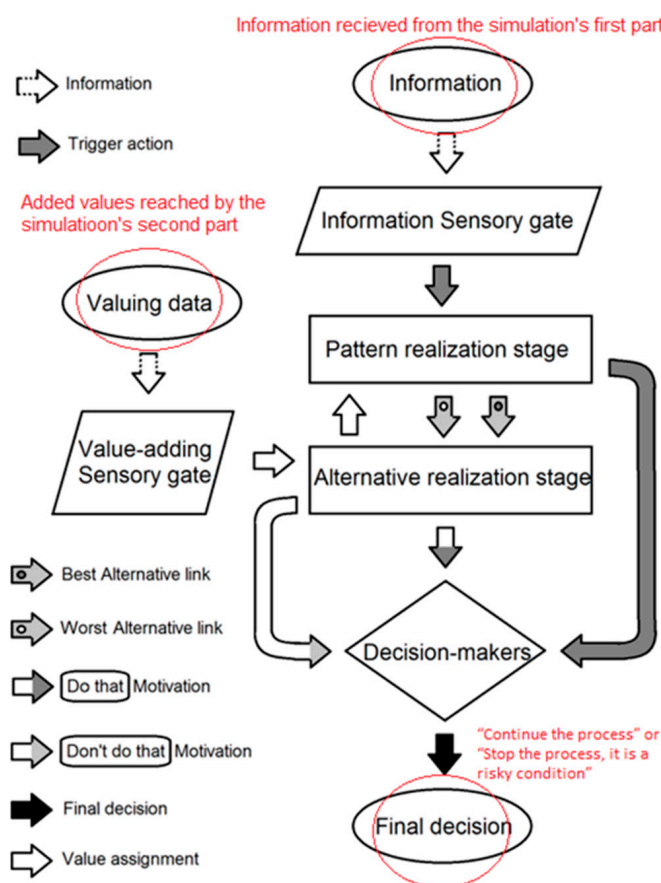 Information recieved from the simulation's first part
Information
Information
Trigger action
Added values reached by the
simulatioon's second part
Information Sensory gate
Valuing data
Pattern realization stage
Value-adding
Sensory gate
Alternative realization stage
Best Alternative link
Worst Alternative link
Decision-makers
Do that Motivation
Don't do that Motivation
"Continue the process" or
"Stop the process, it is a
risky condition"
Final decision
Final decision
Value assignment